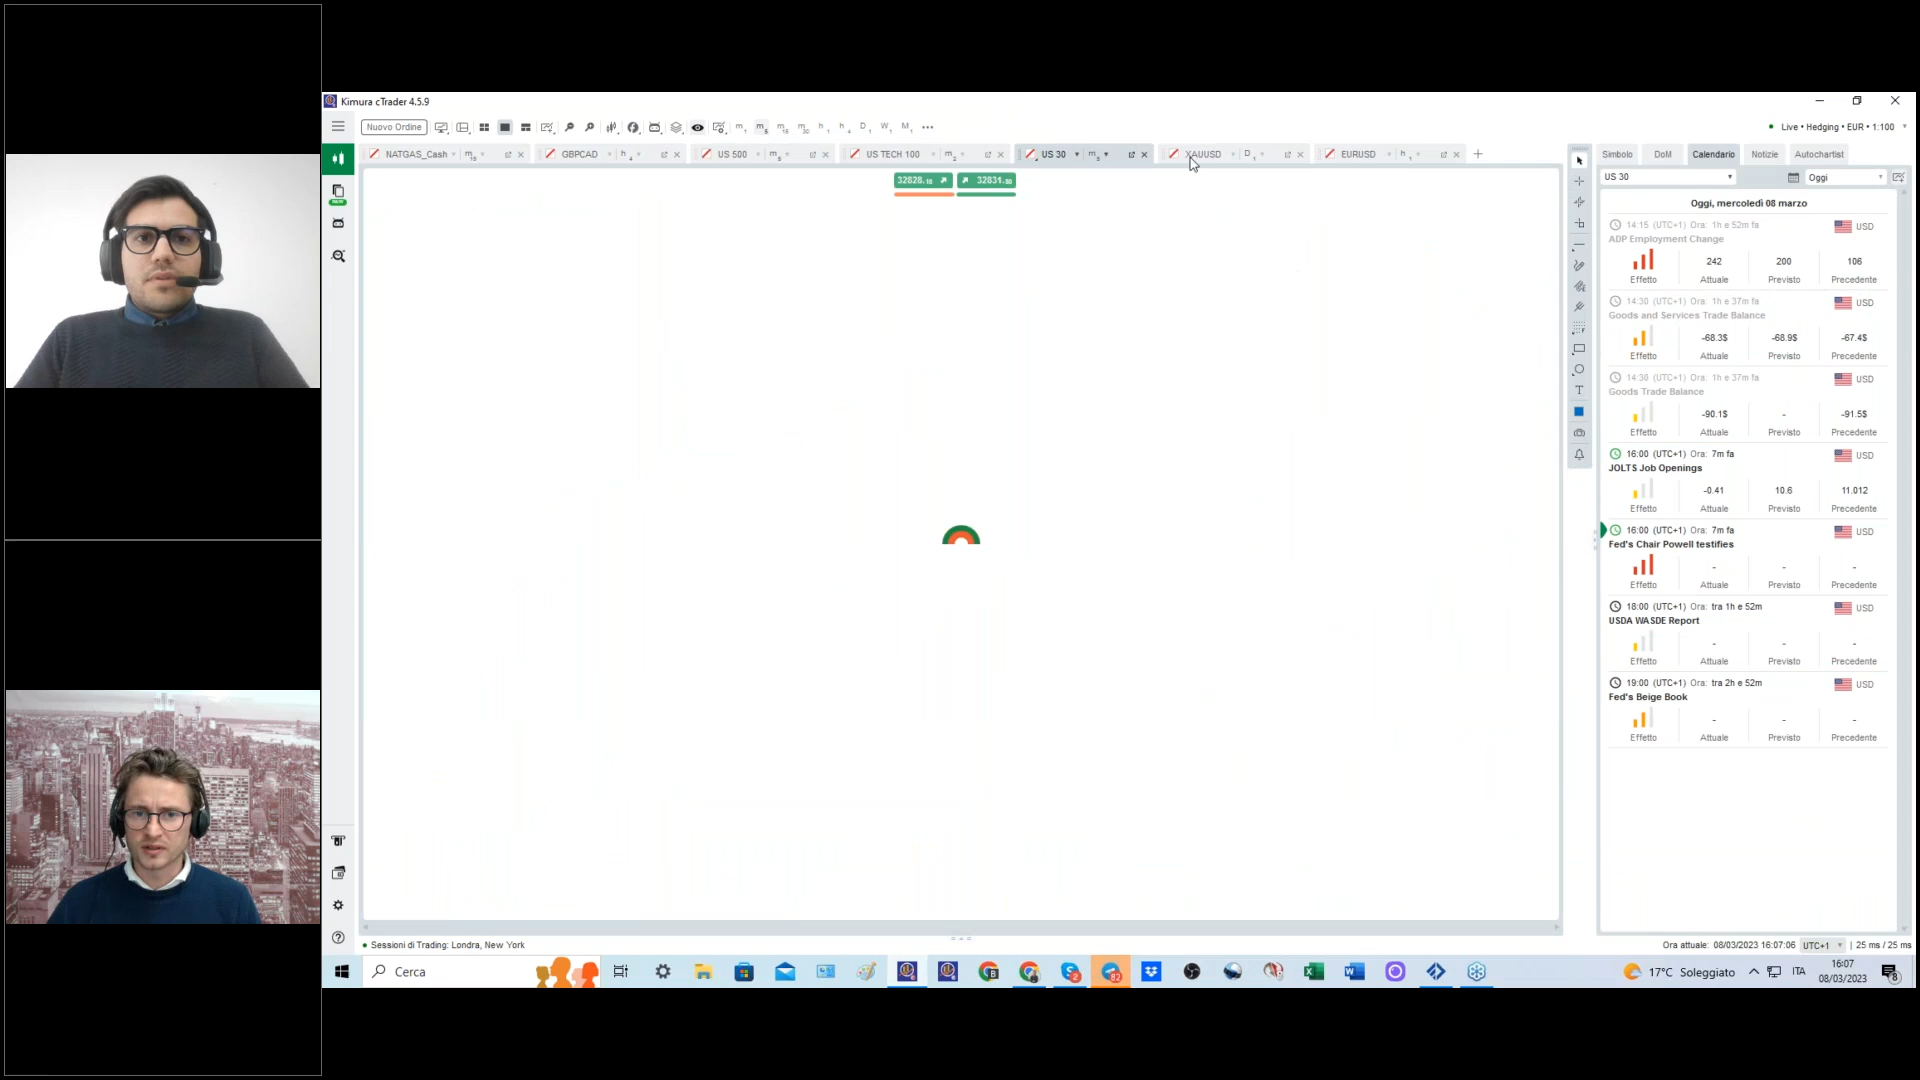 Kimura cTrader 4.5.9
Nuovo Ordine
Live • Hedging • EUR • 1:100
NATGAS_Cash m15
GBPCAD h4
US 500 m5
US TECH 100 m2
US 30 m5
XAUUSD D1
EURUSD h1
Simbolo DoM Calendario Notizie Autochartist
US 30 Oggi
32828.
32831.
Oggi, mercoledì 08 marzo
14:15 (UTC+1) Ora: 1h e 52m fa USD
ADP Employment Change
242 200 106
Effetto Attuale Previsto Precedente
14:30 (UTC+1) Ora: 1h e 37m fa USD
Goods and Services Trade Balance
-68.3$ -68.9$ -67.4$
Effetto Attuale Previsto Precedente
14:30 (UTC+1) Ora: 1h e 37m fa USD
Goods Trade Balance
-90.1$ - -91.5$
Effetto Attuale Previsto Precedente
16:00 (UTC+1) Ora: 7m fa USD
JOLTS Job Openings
-0.41 10.6 11.012
Effetto Attuale Previsto Precedente
16:00 (UTC+1) Ora: 7m fa USD
Fed's Chair Powell testifies
- - -
Effetto Attuale Previsto Precedente
18:00 (UTC+1) Ora: tra 1h e 52m USD
USDA WASDE Report
- - -
Effetto Attuale Previsto Precedente
19:00 (UTC+1) Ora: tra 2h e 52m USD
Fed's Beige Book
- - -
Effetto Attuale Previsto Precedente
Sessioni di Trading: Londra, New York
Ora attuale: 08/03/2023 16:07:06 UTC+1 | 25 ms / 25 ms
Cerca
17°C Soleggiato
ITA
16:07
08/03/2023